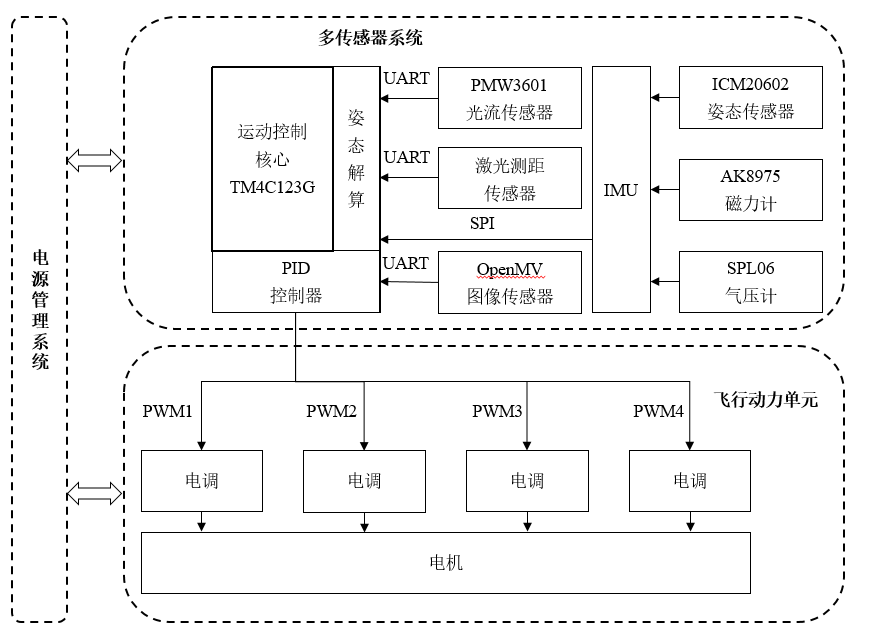 多传感器系统
运动控制
核心
TM4C123G
姿态解算
UART
PMW3601
光流传感器
UART
激光测距
传感器
SPI
UART
OpenMV
图像传感器
IMU
ICM20602
姿态传感器
AK8975
磁力计
SPL06
气压计
PID
控制器
电源管理系统
飞行动力单元
PWM1
PWM2
PWM3
PWM4
电调
电调
电调
电调
电机